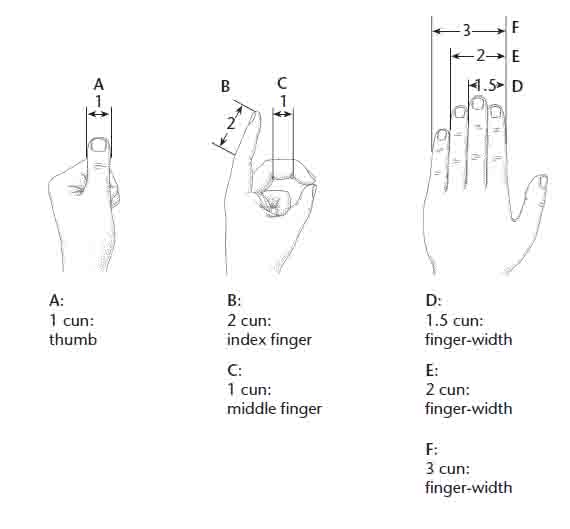 3 F
2 E
1.5 D
A
1
B
2
C
1
A:
1 cun:
thumb
B:
2 cun:
index finger
C:
1 cun:
middle finger
D:
1.5 cun:
finger-width
E:
2 cun:
finger-width
F:
3 cun:
finger-width